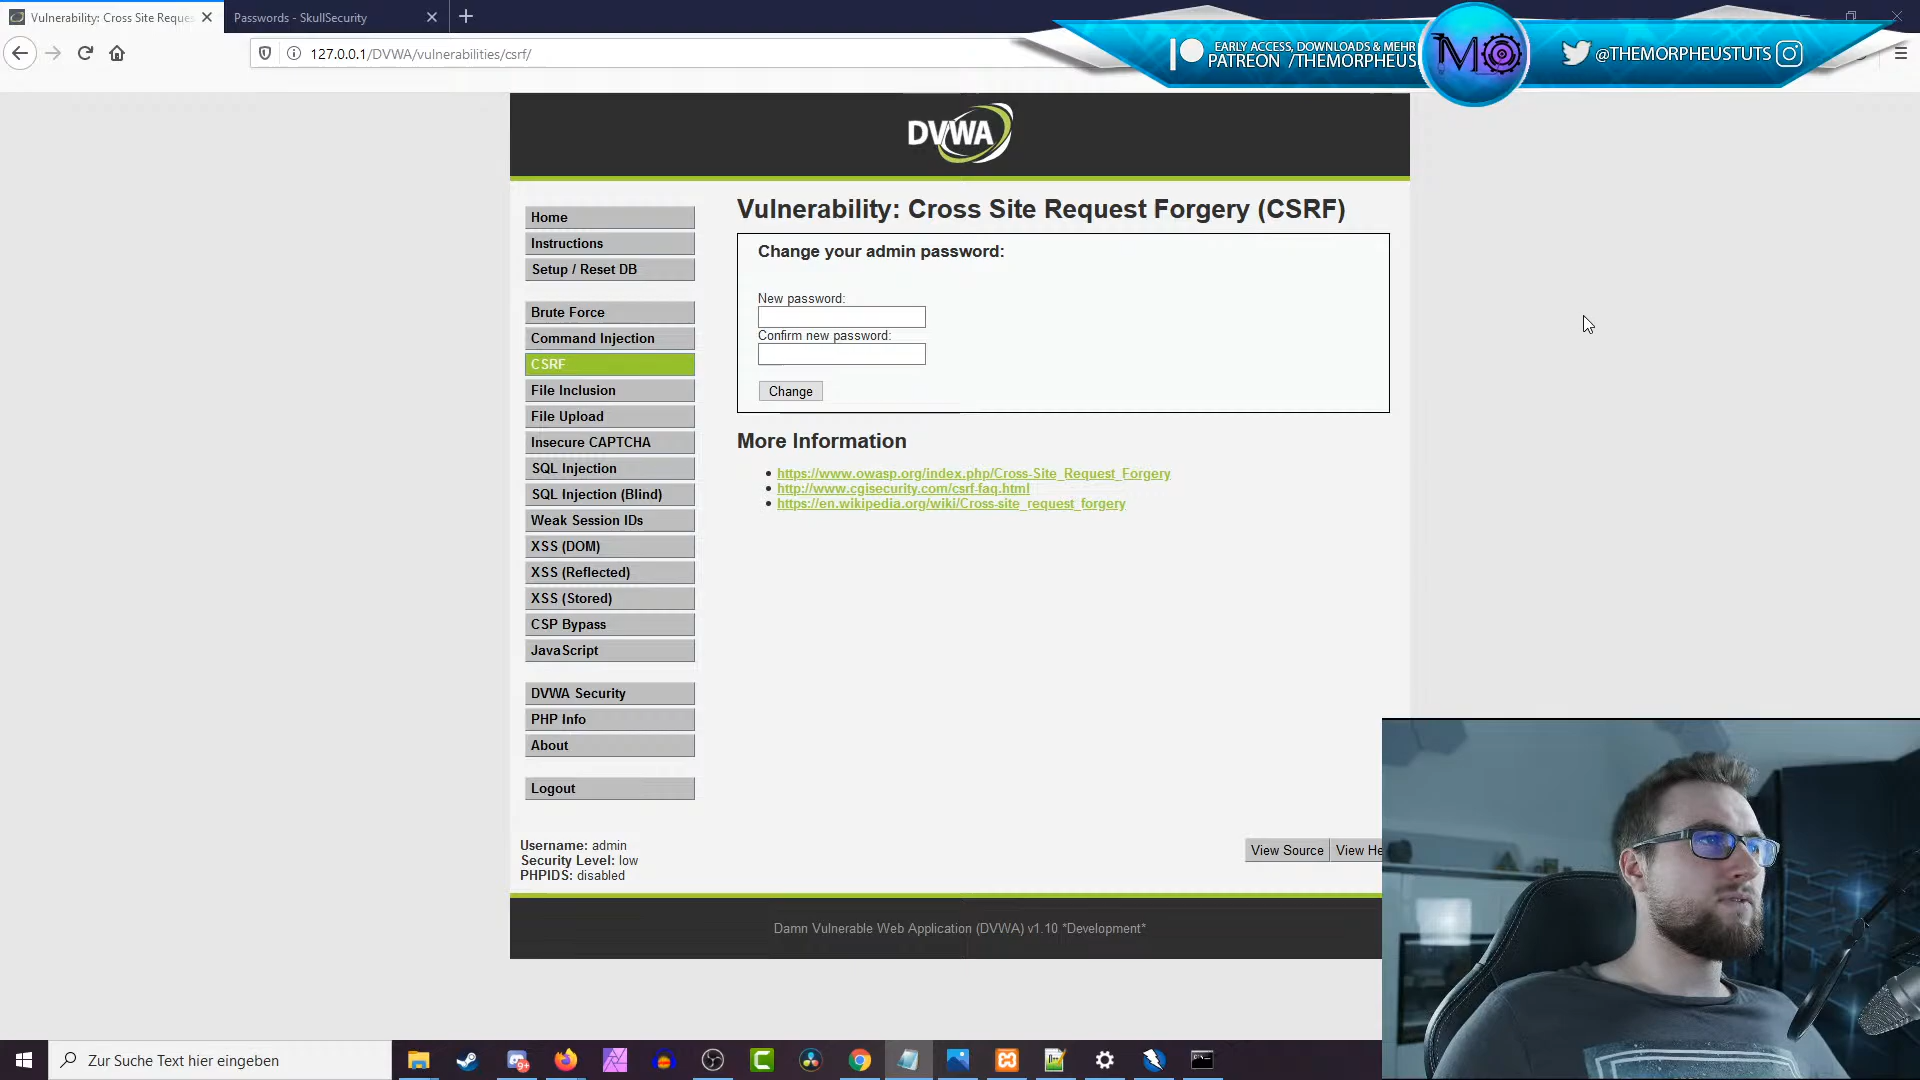 Vulnerability: Cross Site Reques
Passwords - SkullSecurity
127.0.0.1/DVWA/vulnerabilities/csrf/
EARLY ACCESS, DOWNLOADS & MEHR
PATREON /THEMORPHEUS
MO
@THEMORPHEUSTUTS
DVWA
Vulnerability: Cross Site Request Forgery (CSRF)
Home
Instructions
Setup / Reset DB
Brute Force
Command Injection
CSRF
File Inclusion
File Upload
Insecure CAPTCHA
SQL Injection
SQL Injection (Blind)
Weak Session IDs
XSS (DOM)
XSS (Reflected)
XSS (Stored)
CSP Bypass
JavaScript
DVWA Security
PHP Info
About
Logout
Change your admin password:
New password:
Confirm new password:
Change
More Information
https://www.owasp.org/index.php/Cross-Site_Request_Forgery
http://www.cgisecurity.com/csrf-faq.html
https://en.wikipedia.org/wiki/Cross-site_request_forgery
Username: admin
Security Level: low
PHPIDS: disabled
View Source
View He
Damn Vulnerable Web Application (DVWA) v1.10 *Development*
Zur Suche Text hier eingeben